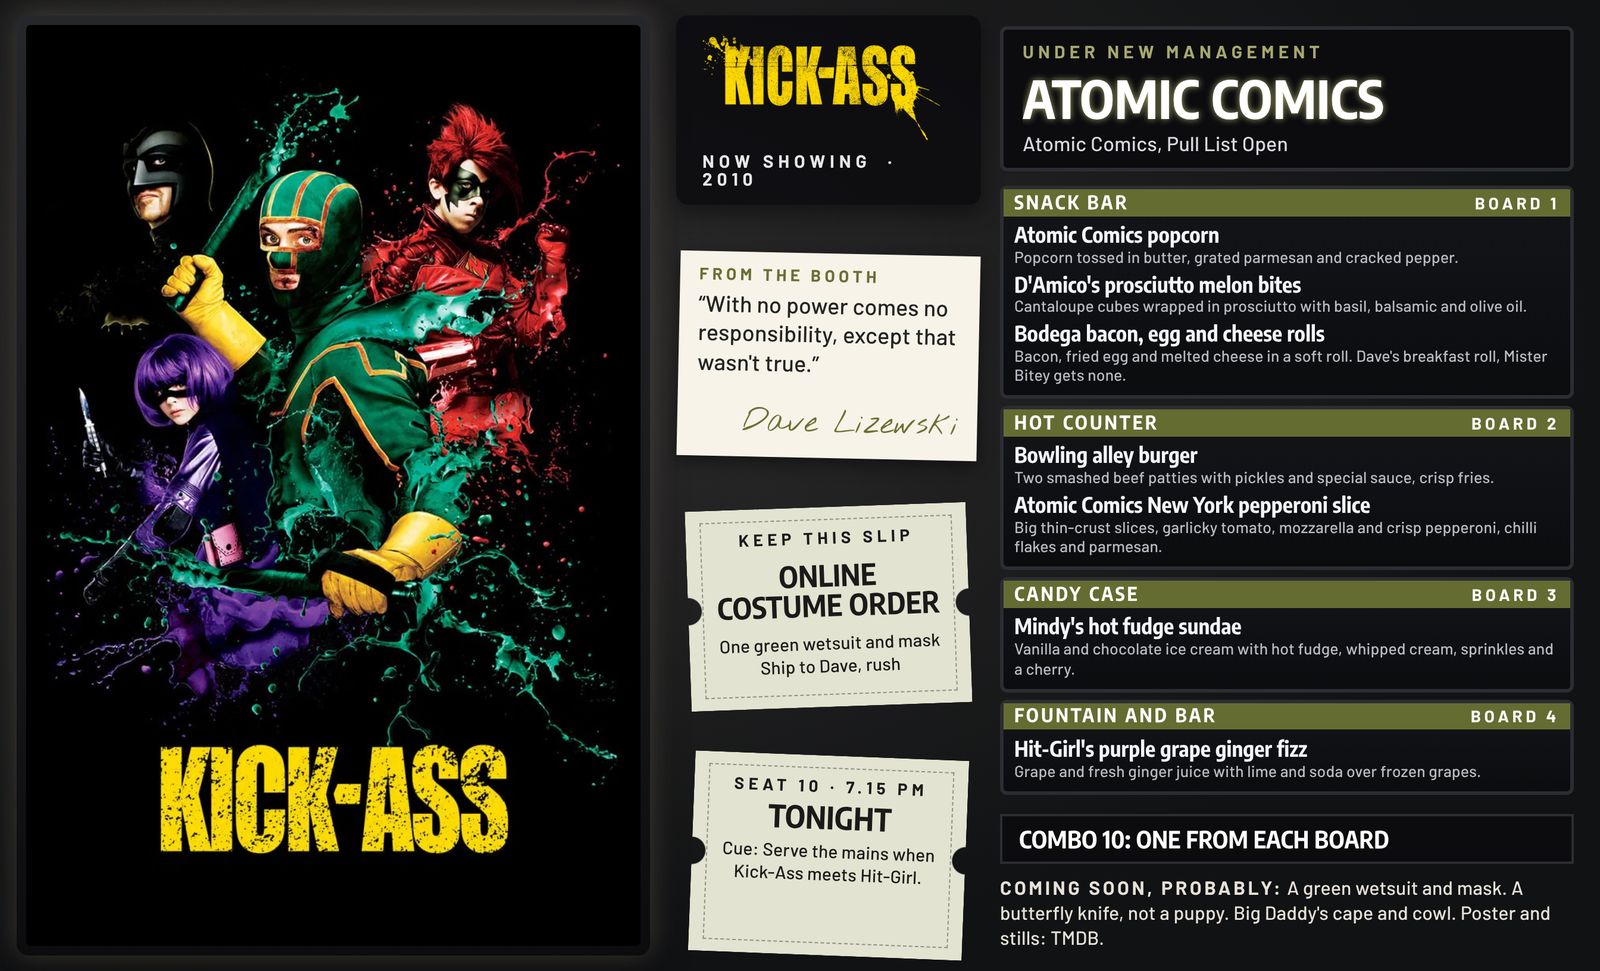 KICK-ASS
KICK-ASS
NOW SHOWING ·
2010
FROM THE BOOTH
“With no power comes no
responsibility, except that
wasn't true.”
Dave Lizewski
KEEP THIS SLIP
ONLINE
COSTUME ORDER
One green wetsuit and mask
Ship to Dave, rush
SEAT 10 · 7.15 PM
TONIGHT
Cue: Serve the mains when
Kick-Ass meets Hit-Girl.
UNDER NEW MANAGEMENT
ATOMIC COMICS
Atomic Comics, Pull List Open
SNACK BAR BOARD 1
Atomic Comics popcorn
Popcorn tossed in butter, grated parmesan and cracked pepper.
D'Amico's prosciutto melon bites
Cantaloupe cubes wrapped in prosciutto with basil, balsamic and olive oil.
Bodega bacon, egg and cheese rolls
Bacon, fried egg and melted cheese in a soft roll. Dave's breakfast roll, Mister
Bitey gets none.
HOT COUNTER BOARD 2
Bowling alley burger
Two smashed beef patties with pickles and special sauce, crisp fries.
Atomic Comics New York pepperoni slice
Big thin-crust slices, garlicky tomato, mozzarella and crisp pepperoni, chilli
flakes and parmesan.
CANDY CASE BOARD 3
Mindy's hot fudge sundae
Vanilla and chocolate ice cream with hot fudge, whipped cream, sprinkles and
a cherry.
FOUNTAIN AND BAR BOARD 4
Hit-Girl's purple grape ginger fizz
Grape and fresh ginger juice with lime and soda over frozen grapes.
COMBO 10: ONE FROM EACH BOARD
COMING SOON, PROBABLY: A green wetsuit and mask. A
butterfly knife, not a puppy. Big Daddy's cape and cowl. Poster and
stills: TMDB.